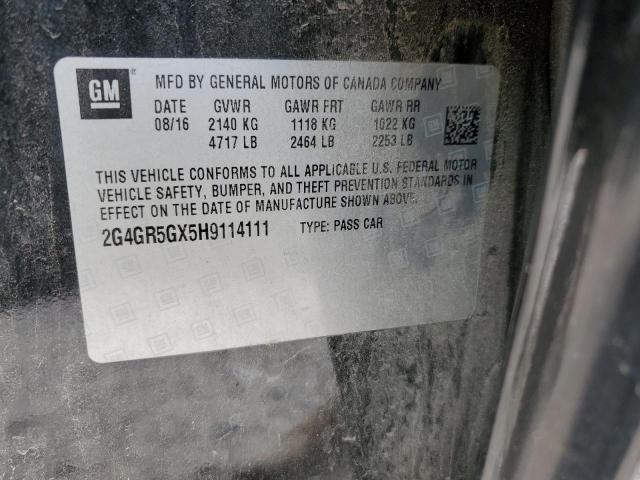 GM ®
MFD BY GENERAL MOTORS OF CANADA COMPANY
DATE GVWR GAWR FRT GAWR RR
08/16 2140 KG 1118 KG 1022 KG
4717 LB 2464 LB 2253 LB
THIS VEHICLE CONFORMS TO ALL APPLICABLE U.S. FEDERAL MOTOR
VEHICLE SAFETY, BUMPER, AND THEFT PREVENTION STANDARDS IN
EFFECT ON THE DATE OF MANUFACTURE SHOWN ABOVE.
2G4GR5GX5H9114111 TYPE: PASS CAR